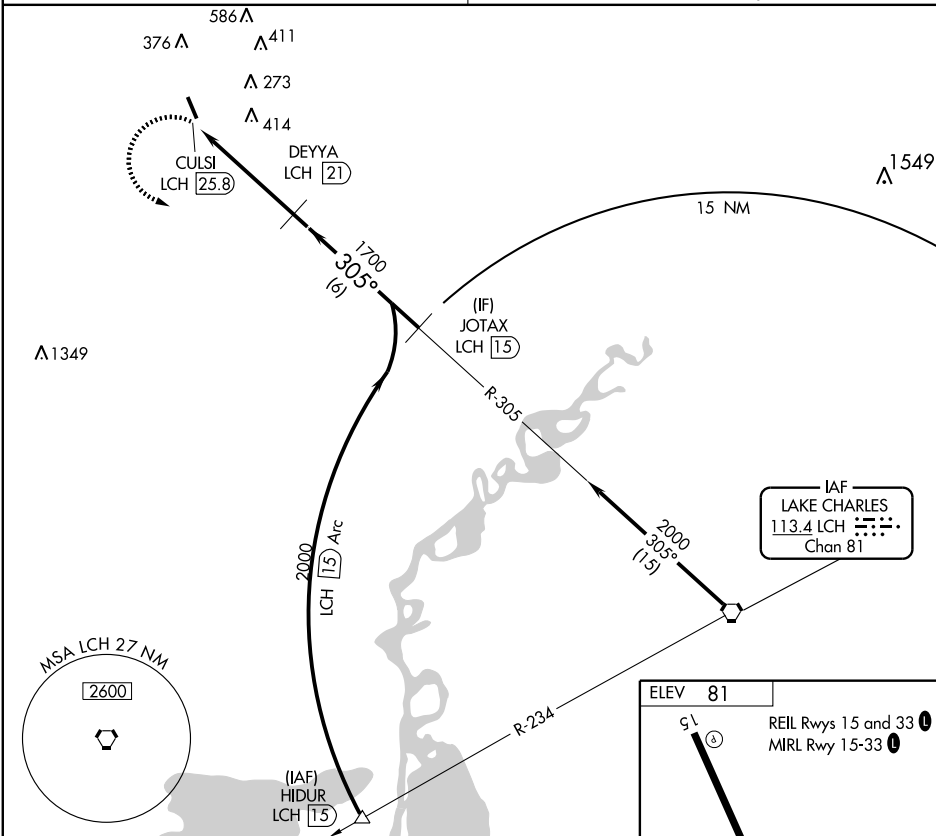 586
376
411
273
414
CULSI
LCH 25.8
DEYYA
LCH 21
1549
15 NM
1700
305°
(6)
(IF)
JOTAX
LCH 15
1349
R-305
IAF
LAKE CHARLES
113.4 LCH
Chan 81
2000
305°
(15)
2000
LCH 15 Arc
MSA LCH 27 NM
2600
R-234
(IAF)
HIDUR
LCH 15
ELEV 81
15
P
REIL Rwys 15 and 33 L
MIRL Rwy 15-33 L